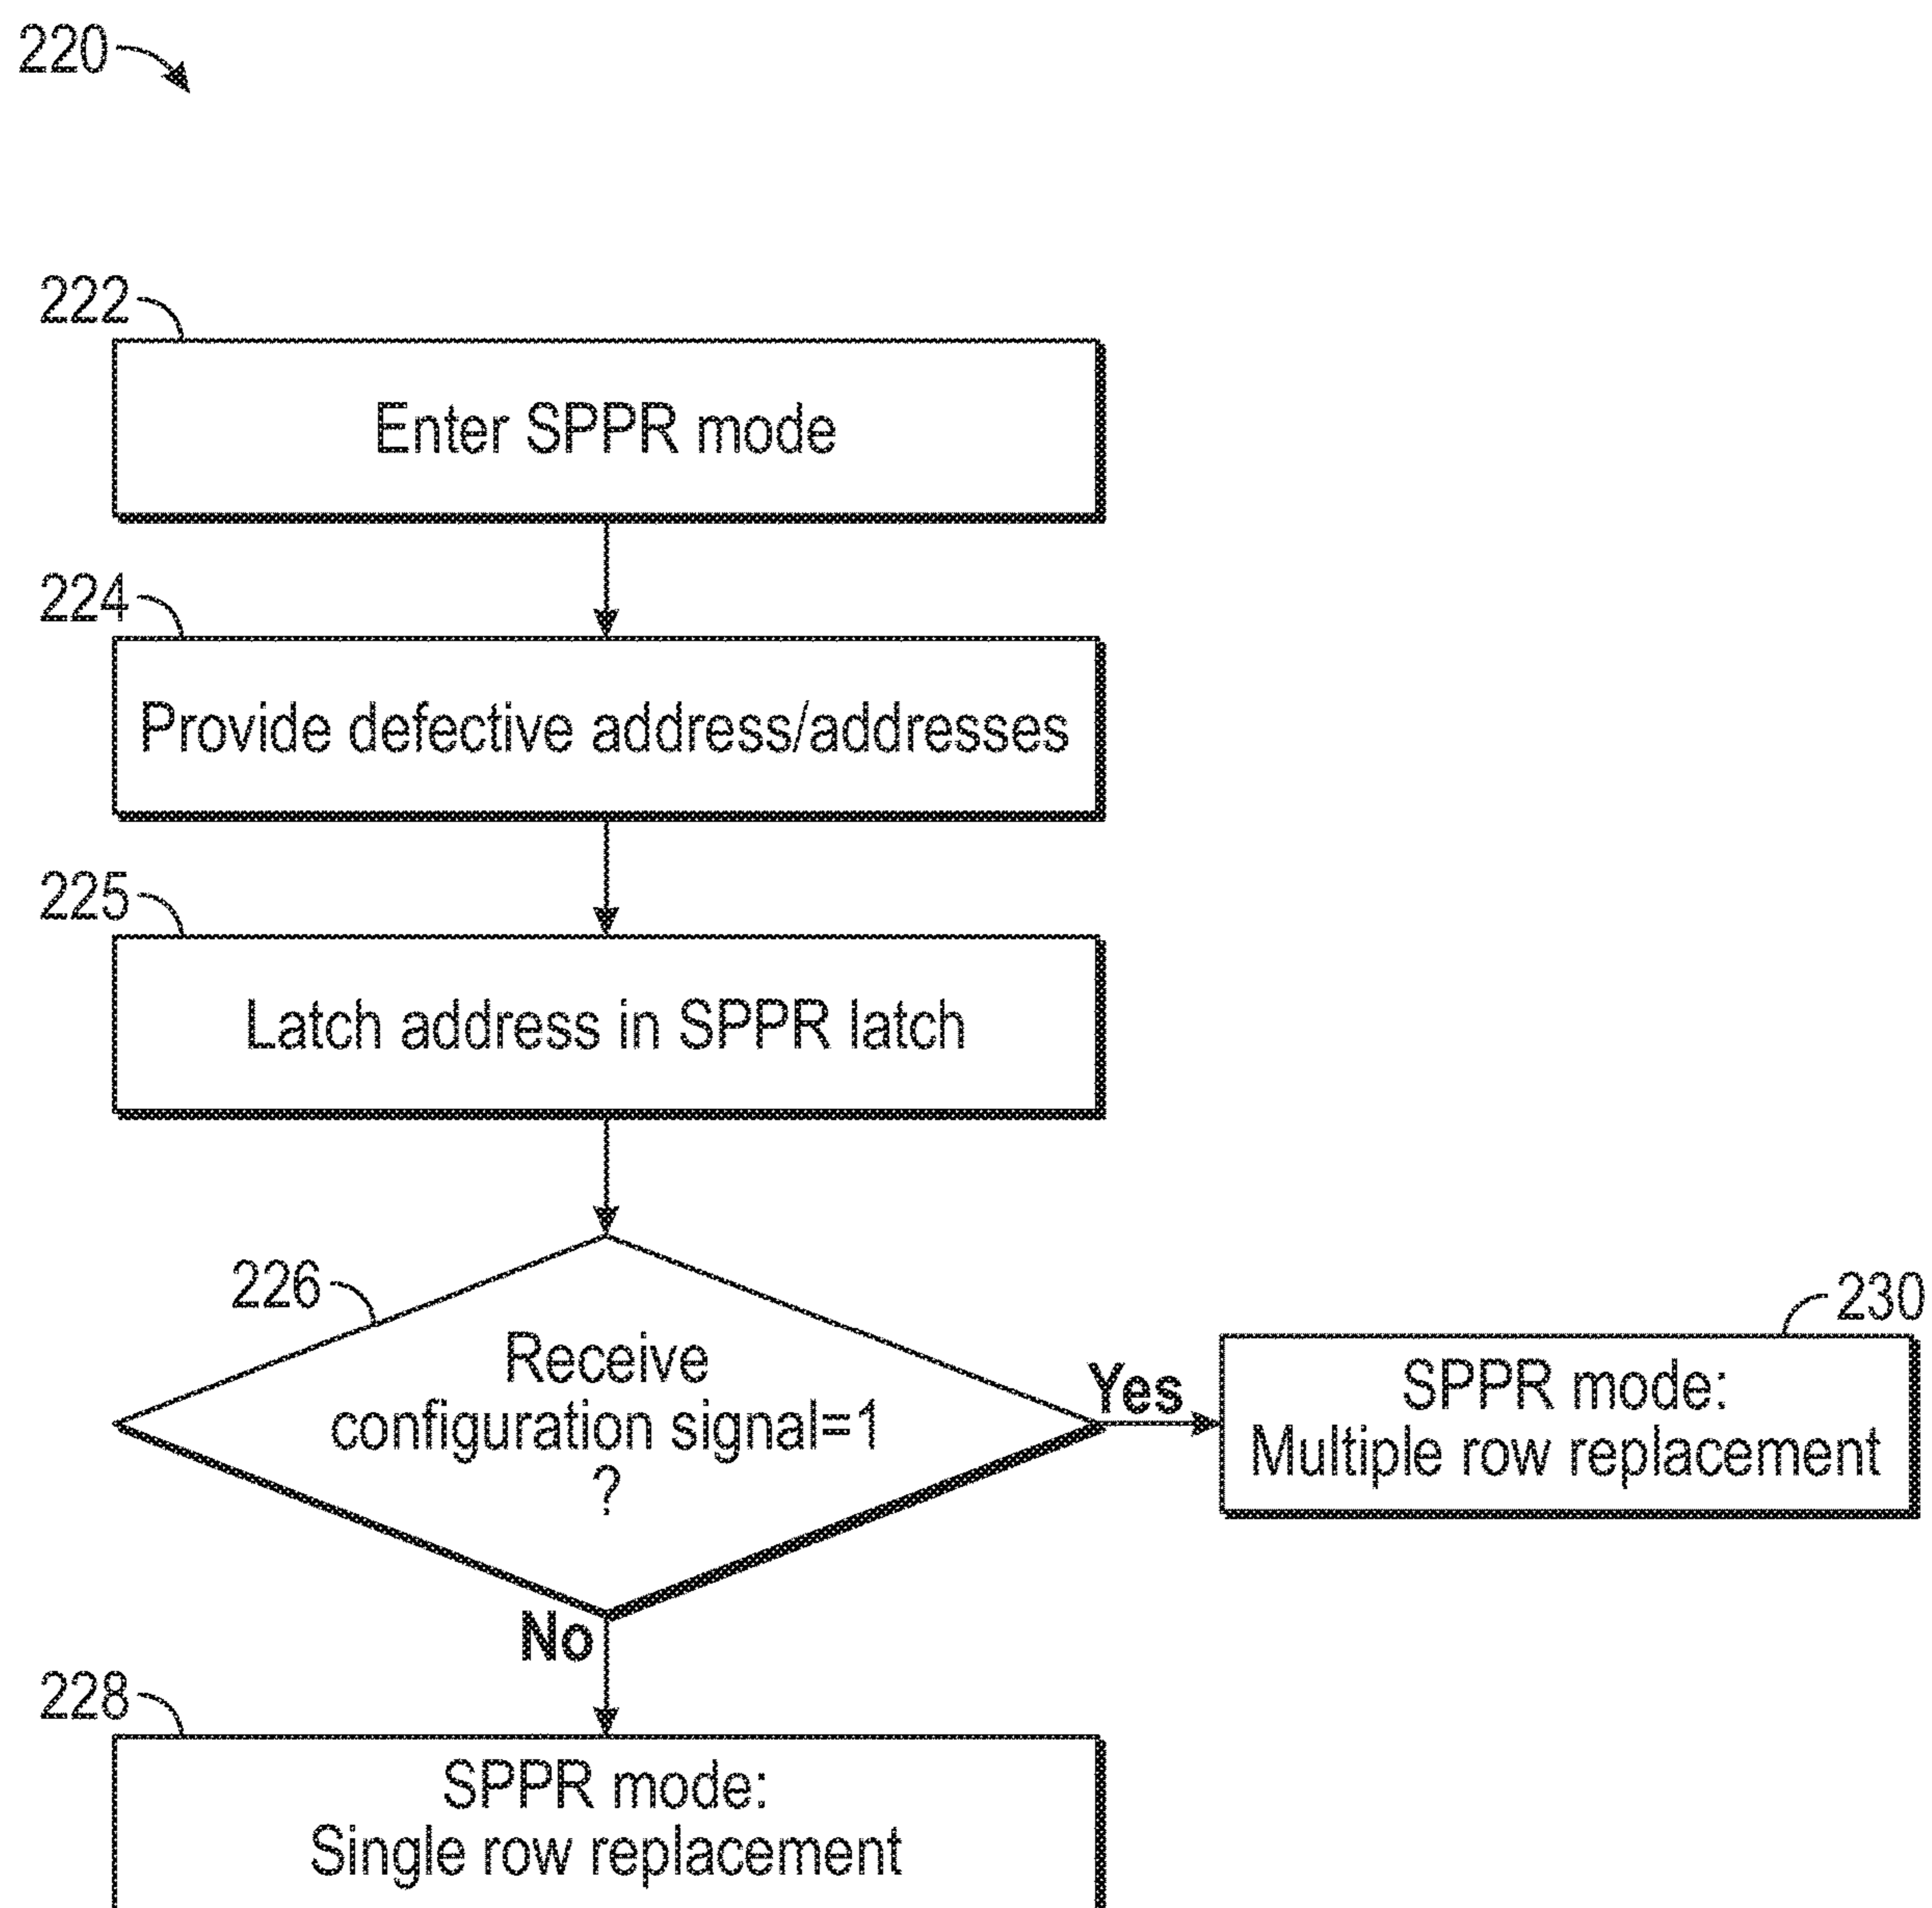 220
222
Enter SPPR mode
224
Provide defective address/addresses
225
Latch address in SPPR latch
226
Receive
configuration signal=1
?
Yes
230
SPPR mode:
Multiple row replacement
No
228
SPPR mode:
Single row replacement